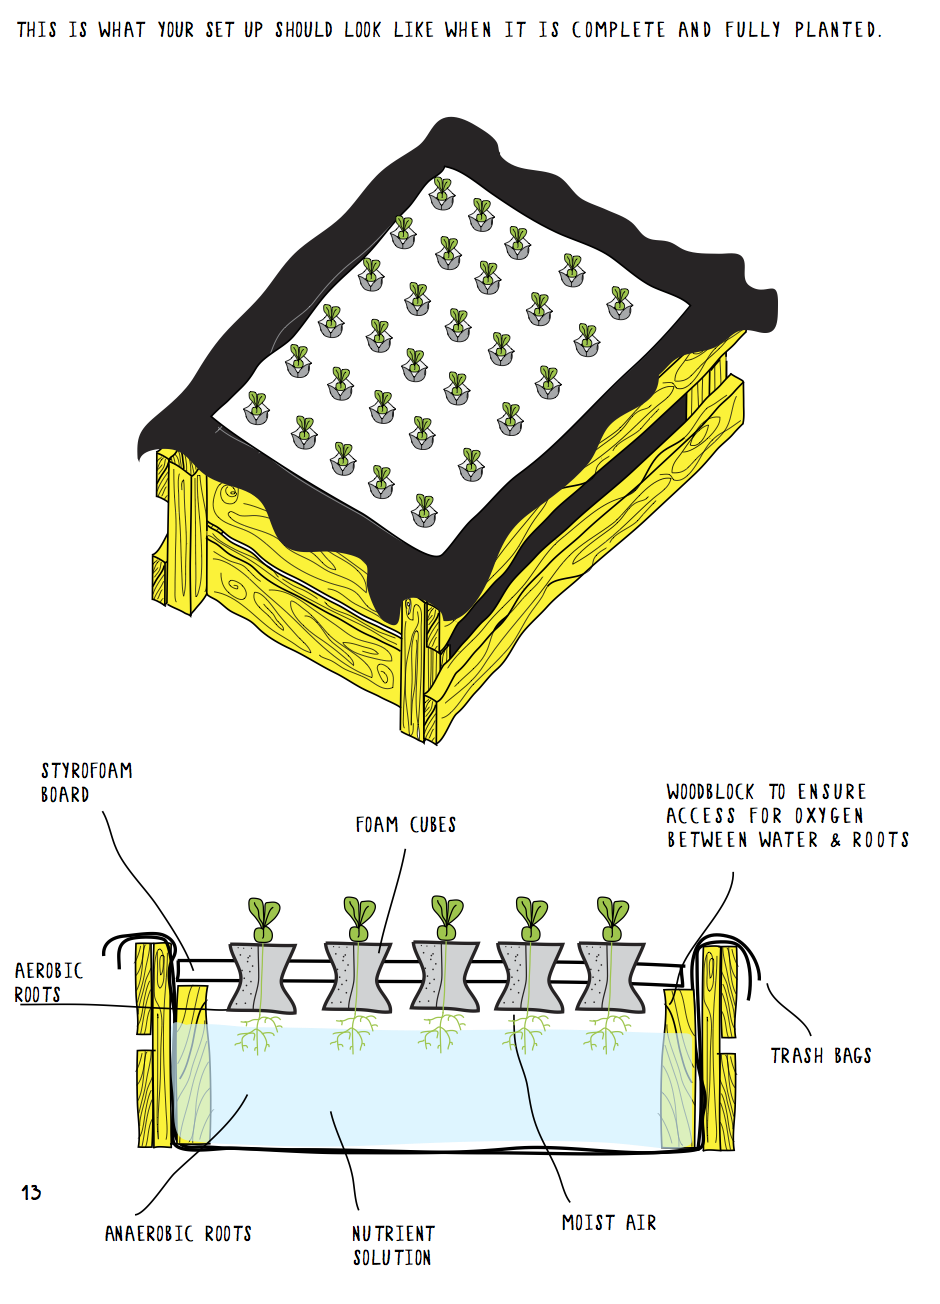 THIS IS WHAT YOUR SET UP SHOULD LOOK LIKE WHEN IT IS COMPLETE AND FULLY PLANTED.
STYROFOAM
BOARD
FOAM CUBES
WOODBLOCK TO ENSURE
ACCESS FOR OXYGEN
BETWEEN WATER & ROOTS
AEROBIC
ROOTS
TRASH BAGS
13
ANAEROBIC ROOTS
NUTRIENT
SOLUTION
MOIST AIR